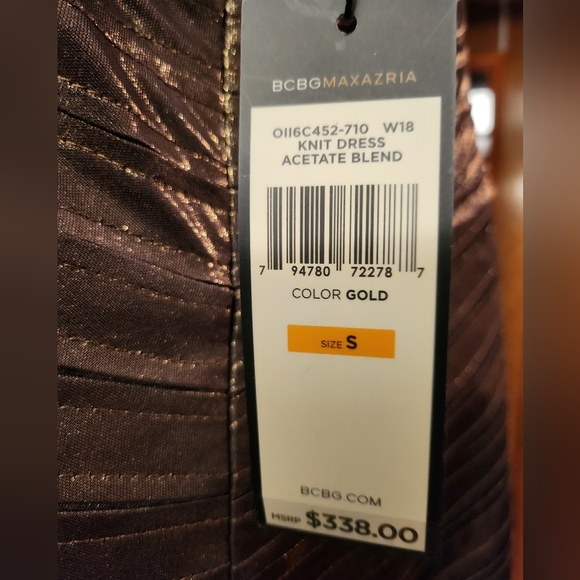 BCBGMAXAZRIA
O1I6C452-710 W18
KNIT DRESS
ACETATE BLEND
7 94780 72278 7
COLOR GOLD
SIZE S
BCBG.COM
MSRP $338.00